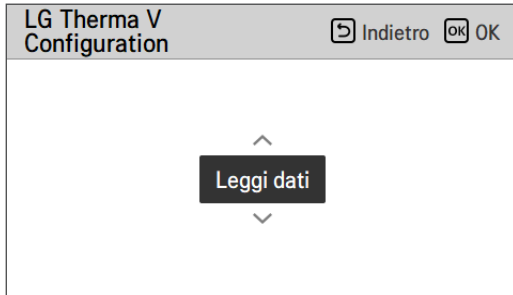 LG Therma V
Configuration
Indietro OK OK
Leggi dati